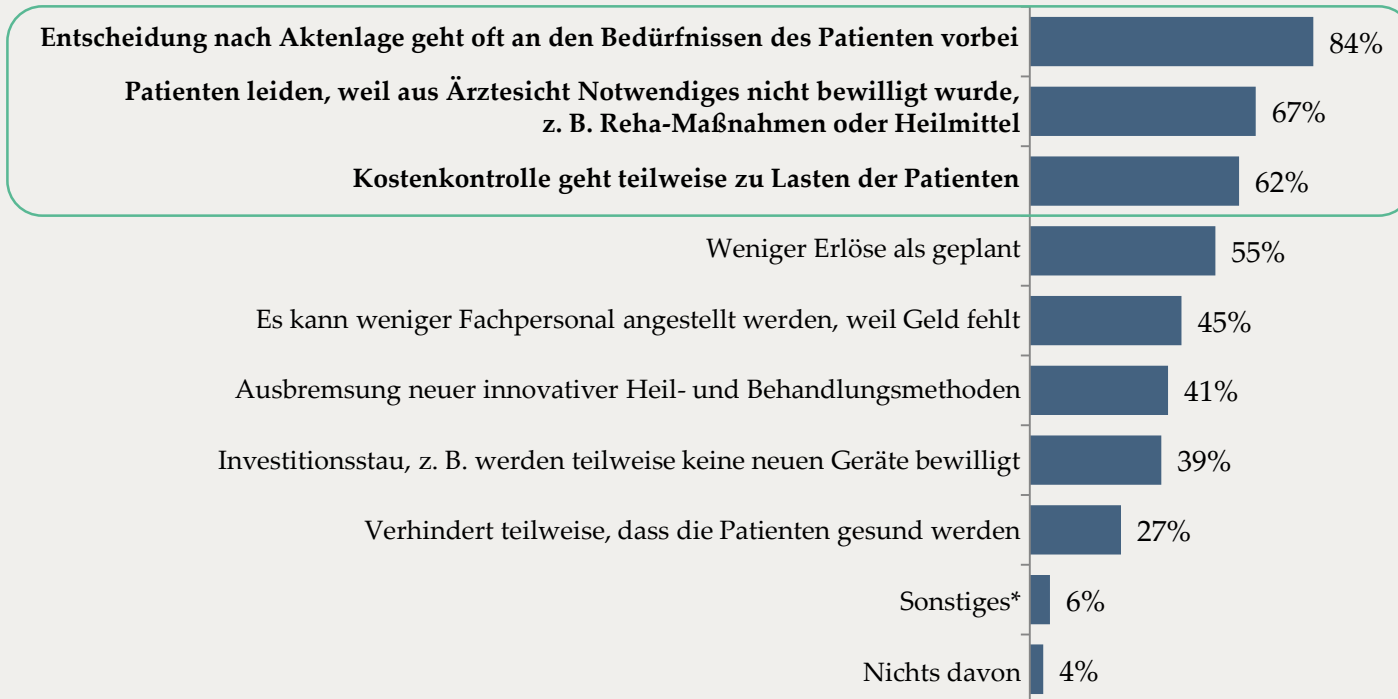 Entscheidung nach Aktenlage geht oft an den Bedürfnissen des Patienten vorbei 84%
Patienten leiden, weil aus Ärztesicht Notwendiges nicht bewilligt wurde,
z. B. Reha-Maßnahmen oder Heilmittel 67%
Kostenkontrolle geht teilweise zu Lasten der Patienten 62%
Weniger Erlöse als geplant 55%
Es kann weniger Fachpersonal angestellt werden, weil Geld fehlt 45%
Ausbremsung neuer innovativer Heil- und Behandlungsmethoden 41%
Investitionsstau, z. B. werden teilweise keine neuen Geräte bewilligt 39%
Verhindert teilweise, dass die Patienten gesund werden 27%
Sonstiges* 6%
Nichts davon 4%